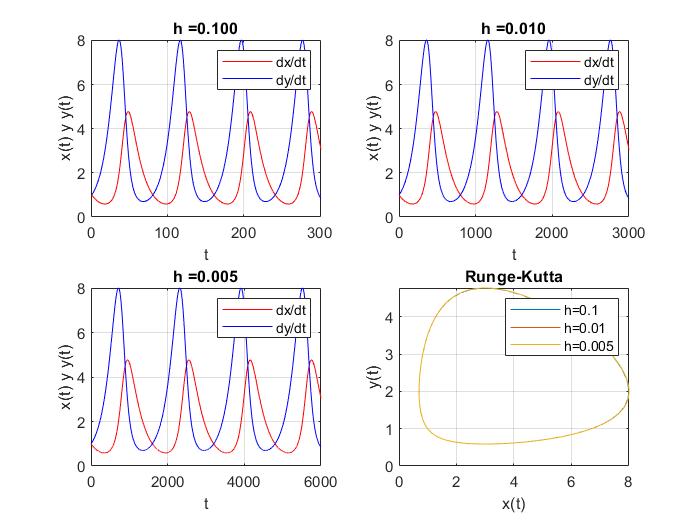 h =0.100
8
6
4
2
0
x(t) y y(t)
dx/dt
dy/dt
0 100 200 300
t
h =0.010
8
6
4
2
0
x(t) y y(t)
dx/dt
dy/dt
0 1000 2000 3000
t
h =0.005
8
6
4
2
0
x(t) y y(t)
dx/dt
dy/dt
0 2000 4000 6000
t
Runge-Kutta
4
3
2
1
0
y(t)
h=0.1
h=0.01
h=0.005
0 2 4 6 8
x(t)